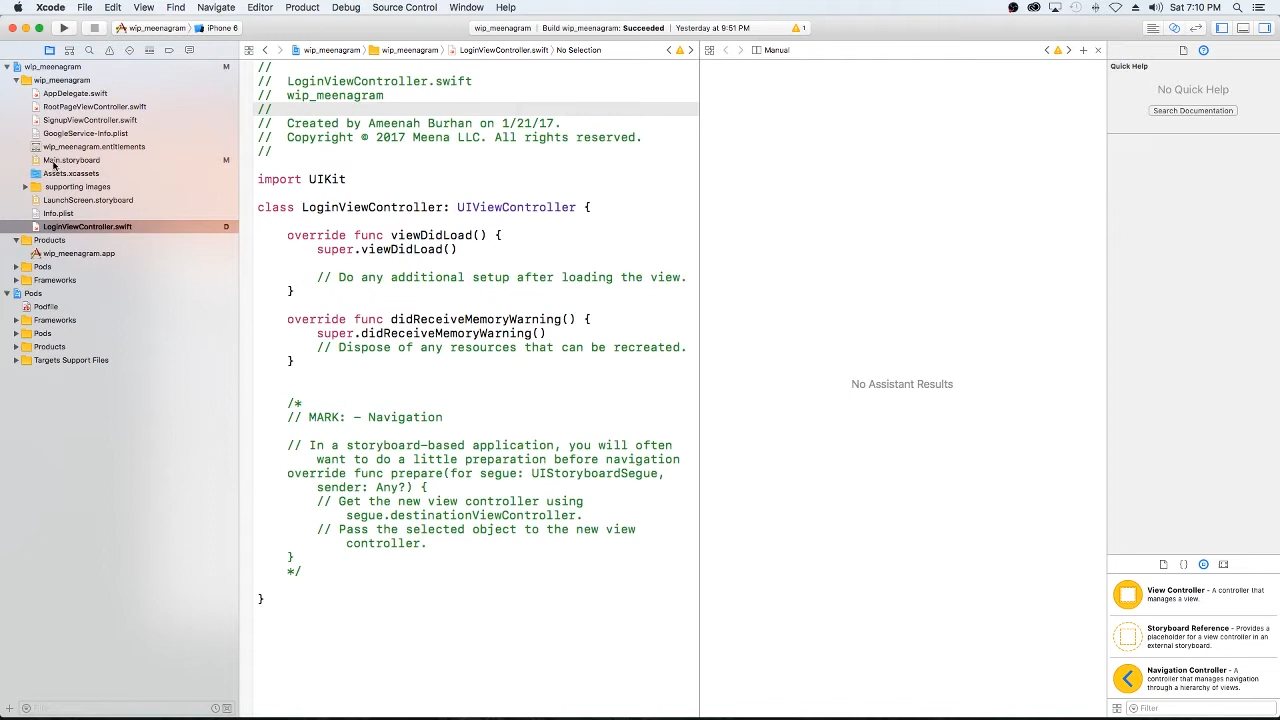 Xcode File Edit View Find Navigate Editor Product Debug Source Control Window Help
Sat 7:10 PM
wip_meenagram iPhone 6
wip_meenagram Build wip_meenagram: Succeeded Yesterday at 9:51 PM 1
wip_meenagram wip_meenagram LoginViewController.swift No Selection
Manual
wip_meenagram M
wip_meenagram
AppDelegate.swift
RootPageViewController.swift
SignupViewController.swift
GoogleService-Info.plist
wip_meenagram.entitlements
Main.storyboard M
Assets.xcassets
supporting images
LaunchScreen.storyboard
Info.plist
LoginViewController.swift D
Products
wip_meenagram.app
Pods
Frameworks
Pods
Podfile
Frameworks
Pods
Products
Targets Support Files
Filter
//
// LoginViewController.swift
// wip_meenagram
//
// Created by Ameenah Burhan on 1/21/17.
// Copyright © 2017 Meena LLC. All rights reserved.
//
import UIKit
class LoginViewController: UIViewController {
override func viewDidLoad() {
super.viewDidLoad()
// Do any additional setup after loading the view.
}
override func didReceiveMemoryWarning() {
super.didReceiveMemoryWarning()
// Dispose of any resources that can be recreated.
}
/*
// MARK: - Navigation
// In a storyboard-based application, you will often
want to do a little preparation before navigation
override func prepare(for segue: UIStoryboardSegue,
sender: Any?) {
// Get the new view controller using
segue.destinationViewController.
// Pass the selected object to the new view
controller.
}
*/
}
No Assistant Results
Quick Help
No Quick Help
Search Documentation
{ }
View Controller - A controller that
manages a view.
Storyboard Reference - Provides a
placeholder for a view controller in an
external storyboard.
Navigation Controller - A
controller that manages navigation
through a hierarchy of views.
Filter